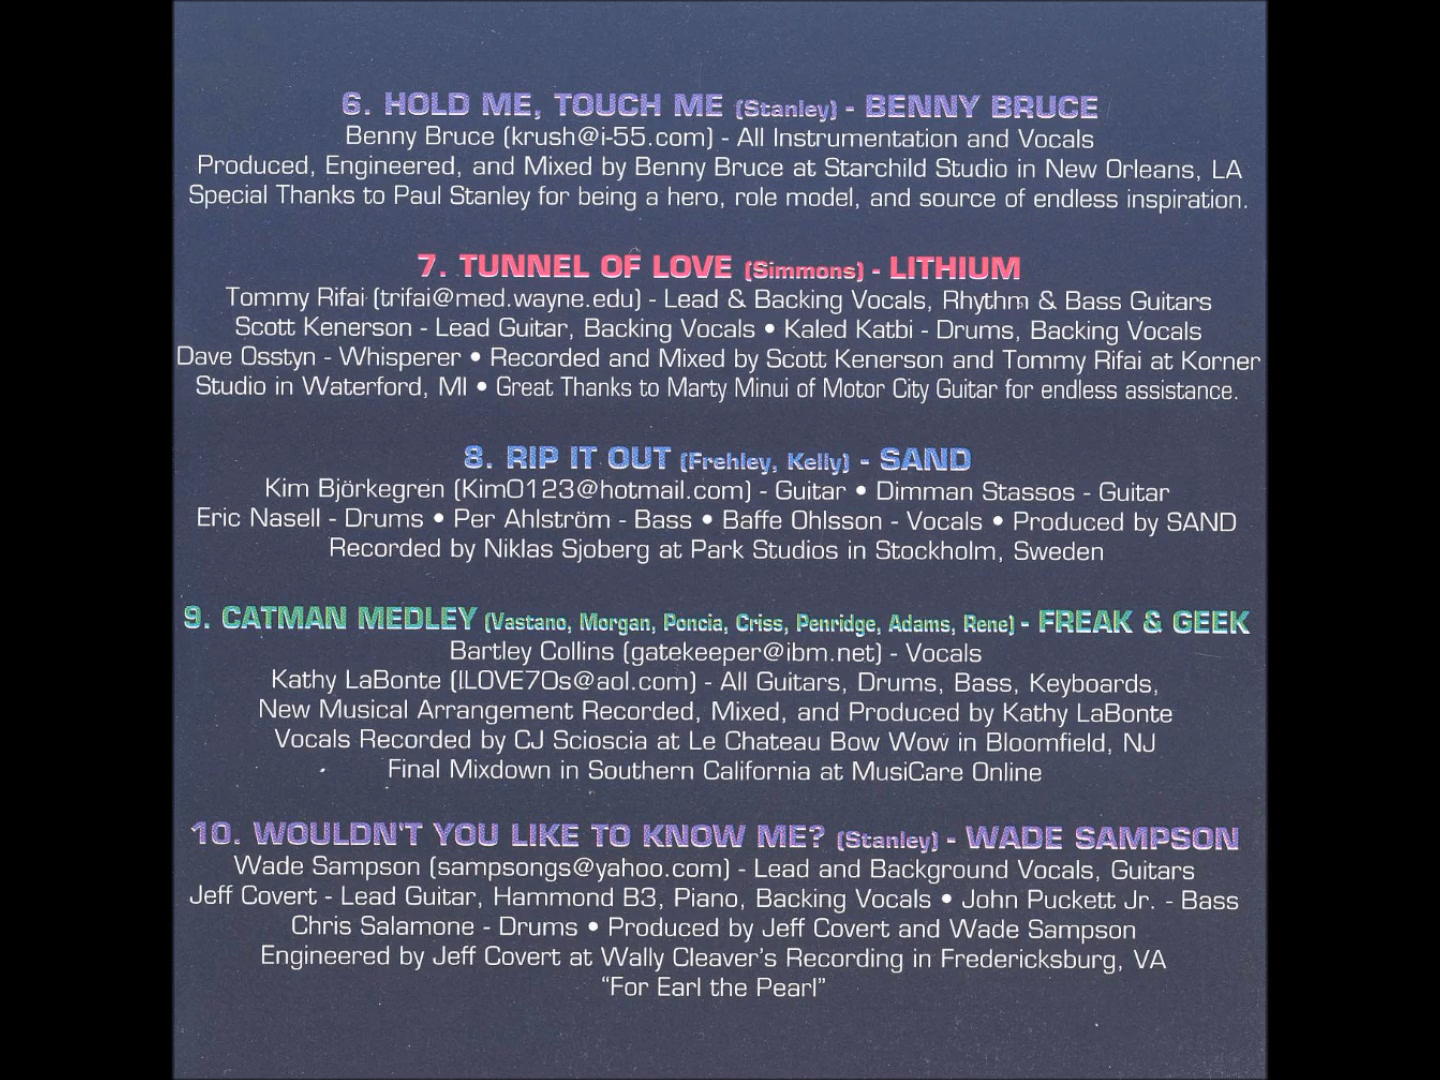 6. HOLD ME, TOUCH ME (Stanley) - BENNY BRUCE
Benny Bruce (krush@i-55.com) - All Instrumentation and Vocals
Produced, Engineered, and Mixed by Benny Bruce at Starchild Studio in New Orleans, LA
Special Thanks to Paul Stanley for being a hero, role model, and source of endless inspiration.
7. TUNNEL OF LOVE (Simmons) - LITHIUM
Tommy Rifai (trifai@med.wayne.edu) - Lead & Backing Vocals, Rhythm & Bass Guitars
Scott Kenerson - Lead Guitar, Backing Vocals • Kaled Katbi - Drums, Backing Vocals
Dave Osstyn - Whisperer • Recorded and Mixed by Scott Kenerson and Tommy Rifai at Korner
Studio in Waterford, MI • Great Thanks to Marty Minui of Motor City Guitar for endless assistance.
8. RIP IT OUT (Frehley, Kelly) - SAND
Kim Björkegren (Kim0123@hotmail.com) - Guitar • Dimman Stassos - Guitar
Eric Nasell - Drums • Per Ahlström - Bass • Baffe Ohlsson - Vocals • Produced by SAND
Recorded by Niklas Sjoberg at Park Studios in Stockholm, Sweden
9. CATMAN MEDLEY (Vastano, Morgan, Poncia, Criss, Penridge, Adams, Rene) - FREAK & GEEK
Bartley Collins (gatekeeper@ibm.net) - Vocals
Kathy LaBonte (ILOVE70s@aol.com) - All Guitars, Drums, Bass, Keyboards,
New Musical Arrangement Recorded, Mixed, and Produced by Kathy LaBonte
Vocals Recorded by CJ Scioscia at Le Chateau Bow Wow in Bloomfield, NJ
Final Mixdown in Southern California at MusiCare Online
10. WOULDN'T YOU LIKE TO KNOW ME? (Stanley) - WADE SAMPSON
Wade Sampson (sampsongs@yahoo.com) - Lead and Background Vocals, Guitars
Jeff Covert - Lead Guitar, Hammond B3, Piano, Backing Vocals • John Puckett Jr. - Bass
Chris Salamone - Drums • Produced by Jeff Covert and Wade Sampson
Engineered by Jeff Covert at Wally Cleaver's Recording in Fredericksburg, VA
“For Earl the Pearl”